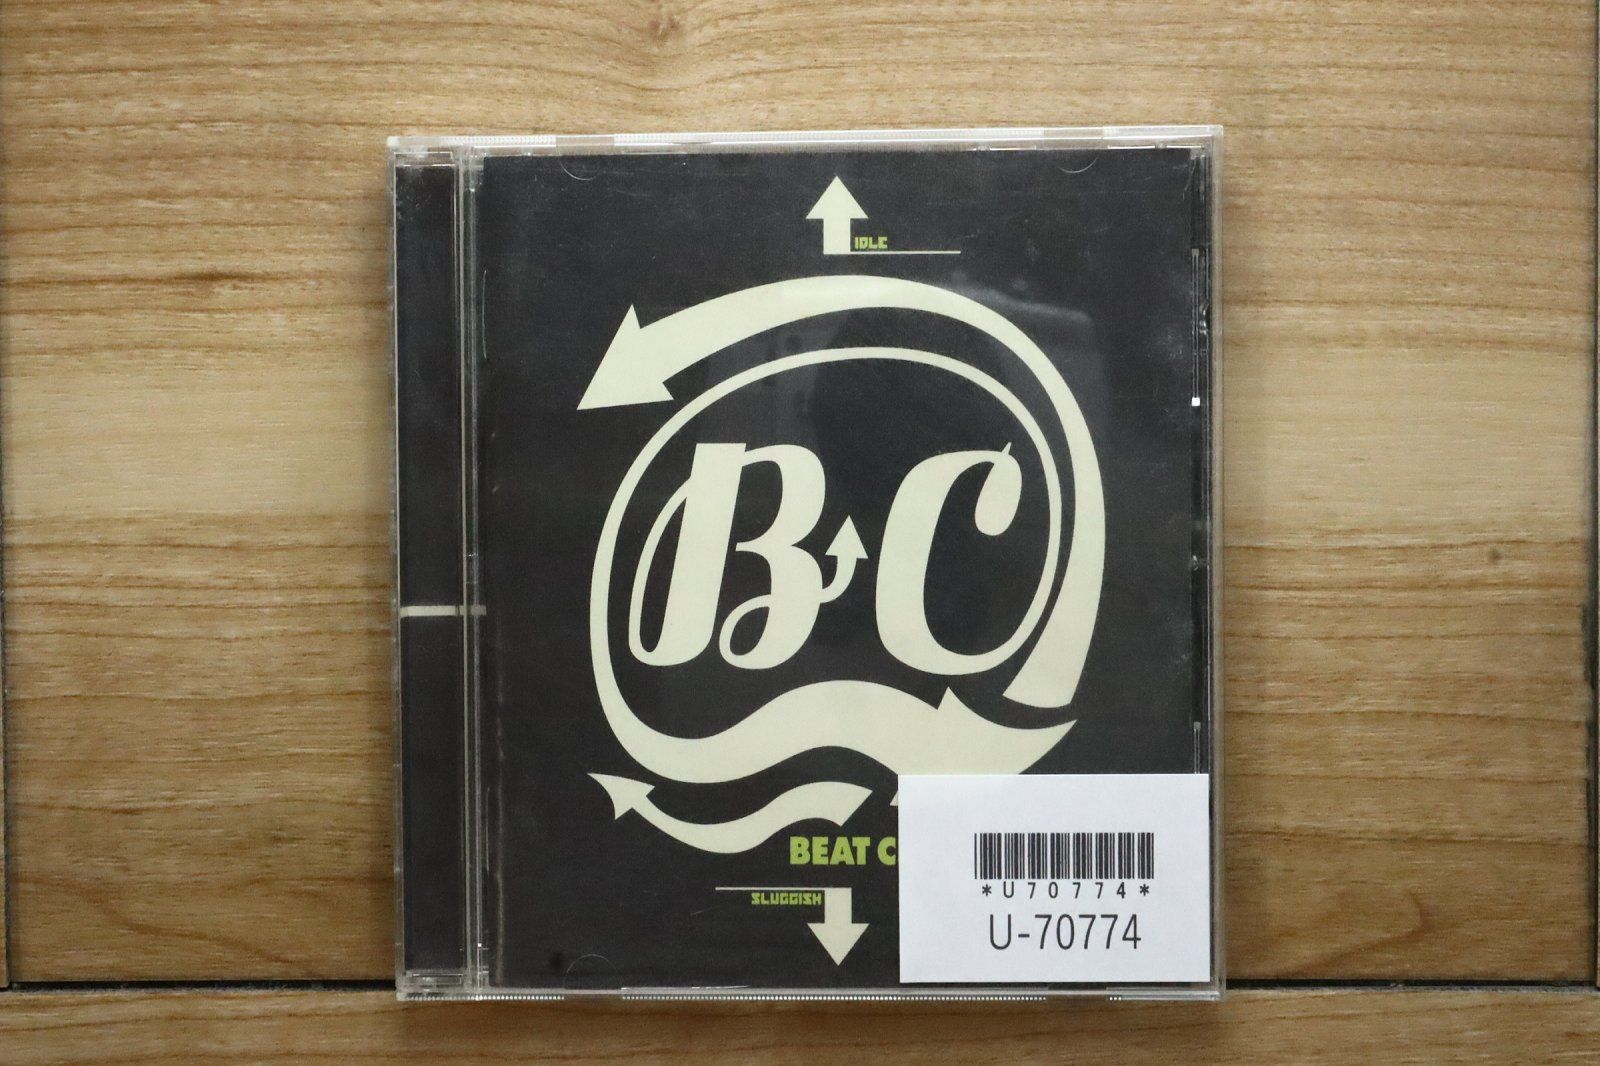 IDLE
B C
BEAT C
SLUGGISH
*U70774*
U-70774